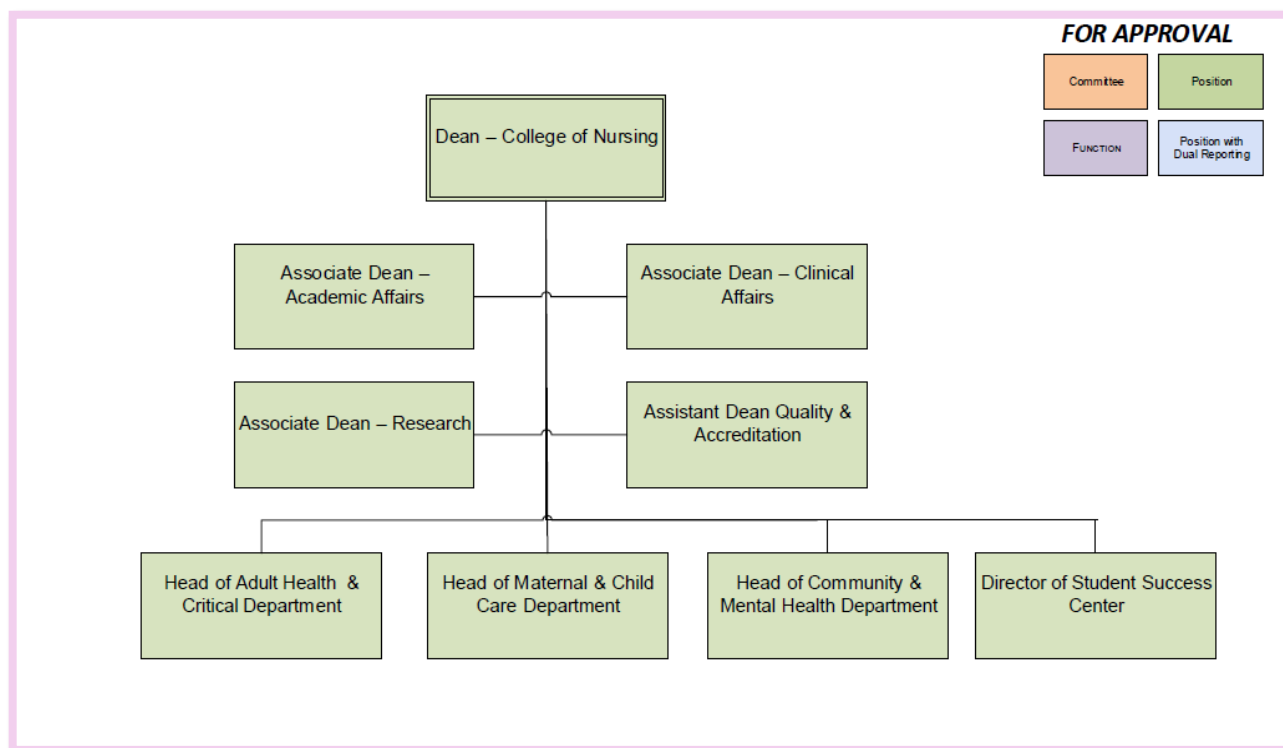 FOR APPROVAL
Committee
Position
FUNCTION
Position with
Dual Reporting
Dean – College of Nursing
Associate Dean –
Academic Affairs
Associate Dean – Clinical
Affairs
Associate Dean – Research
Assistant Dean Quality &
Accreditation
Head of Adult Health &
Critical Department
Head of Maternal & Child
Care Department
Head of Community &
Mental Health Department
Director of Student Success
Center